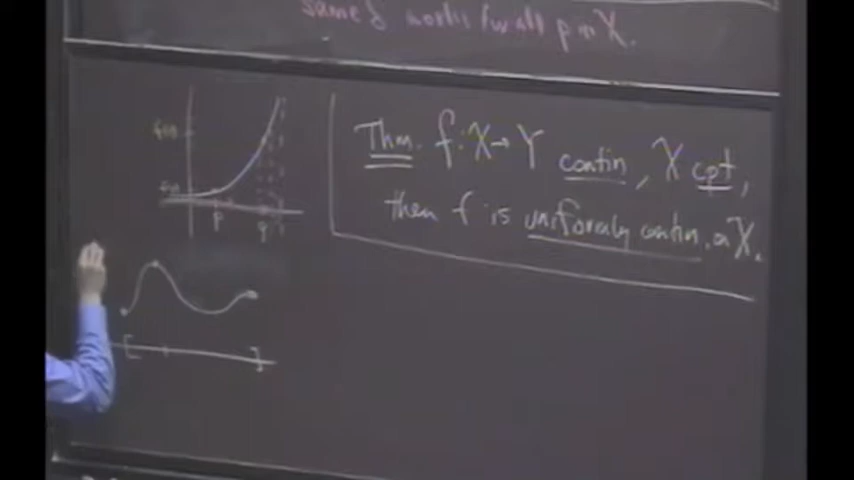 same δ works for all p in X.
f(q)
f(p)
p
q
Thm. f: X → Y contin, X cpt,
then f is uniformly contin. on X.
[ ]